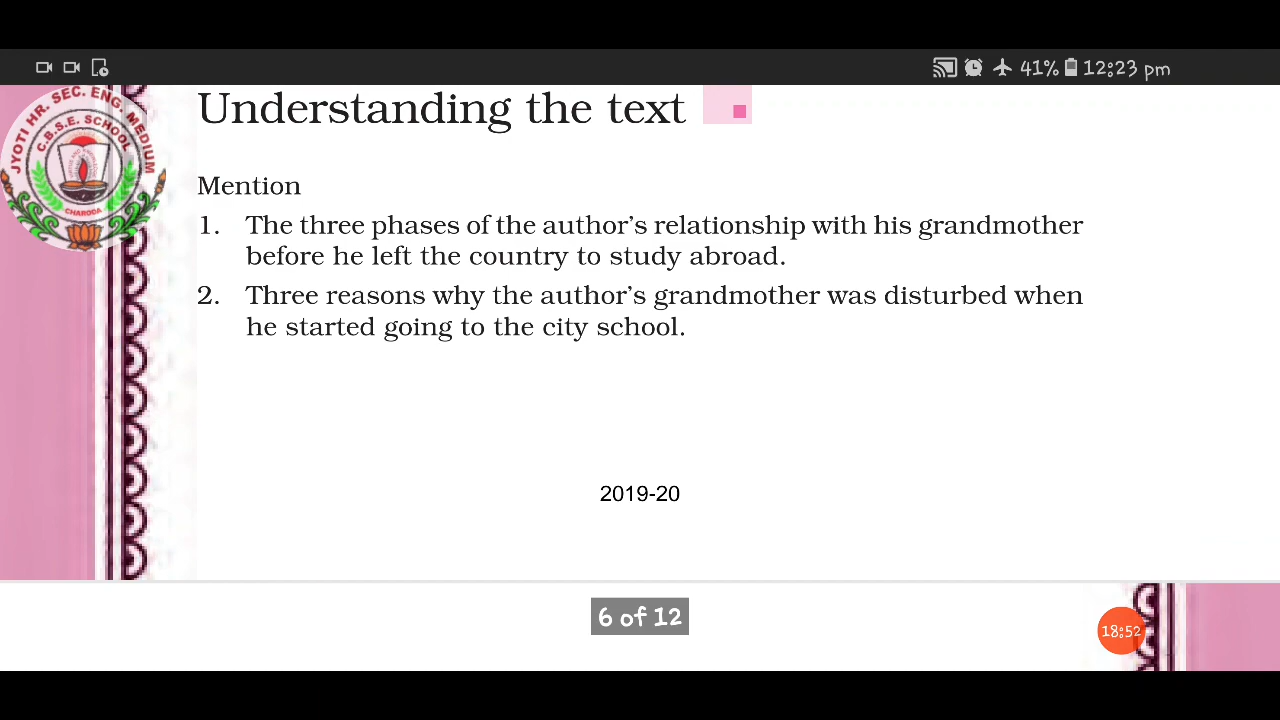 41% 12:23 pm
JYOTI HR. SEC. ENG. MEDIUM
C.B.S.E. SCHOOL
CHARODA
Understanding the text
Mention
1. The three phases of the author's relationship with his grandmother
before he left the country to study abroad.
2. Three reasons why the author's grandmother was disturbed when
he started going to the city school.
2019-20
6 of 12
18:52